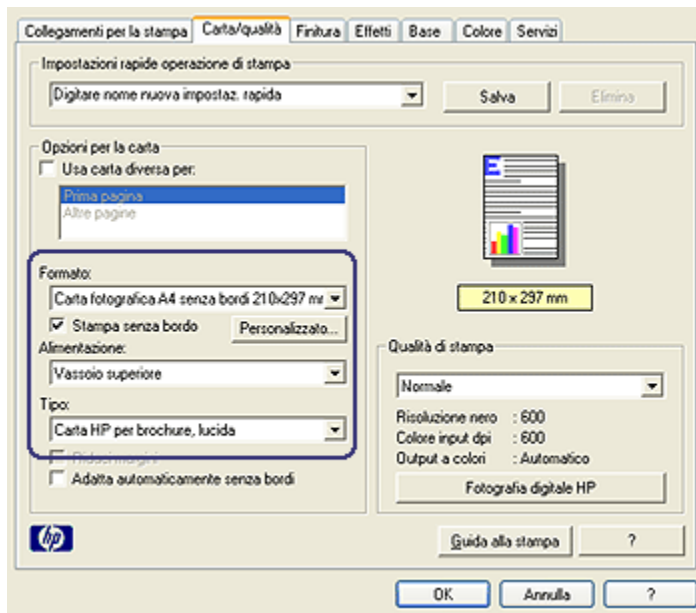 Collegamenti per la stampa Carta/qualità Finitura Effetti Base Colore Servizi
Impostazioni rapide operazione di stampa
Digitare nome nuova impostaz. rapida Salva Elimina
Opzioni per la carta
Usa carta diversa per:
Prima pagina
Altre pagine
E
Formato:
Carta fotografica A4 senza bordi 210x297 mr
210 x 297 mm
Stampa senza bordo Personalizzato...
Alimentazione:
Vassoio superiore
Tipo:
Carta HP per brochure, lucida
Riduci margini
Adatta automaticamente senza bordi
Qualità di stampa
Normale
Risoluzione nero : 600
Colore input dpi : 600
Output a colori : Automatico
Fotografia digitale HP
hp
Guida alla stampa ?
OK Annulla ?